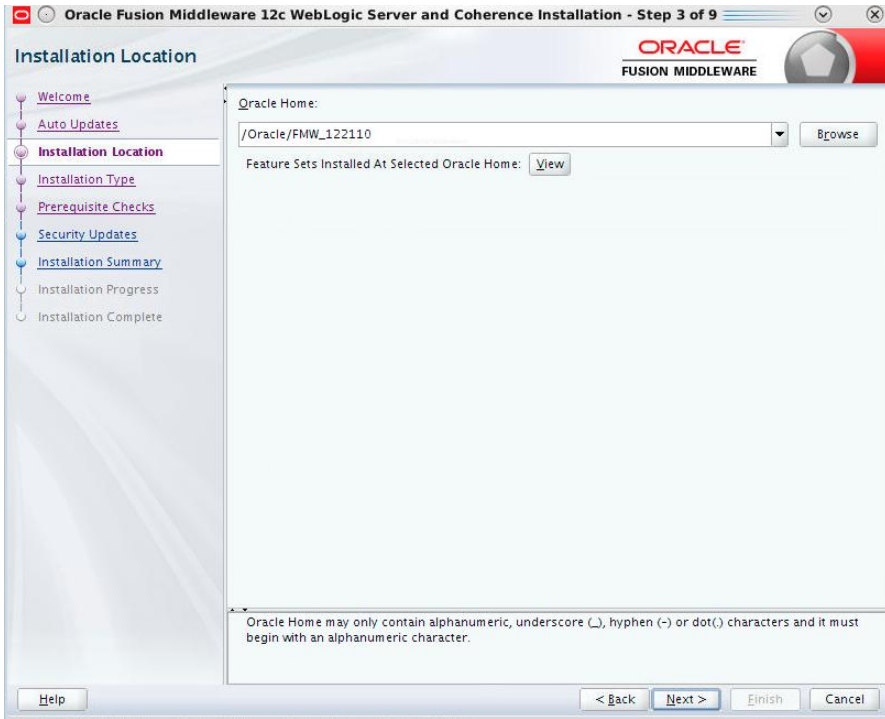 Oracle Fusion Middleware 12c WebLogic Server and Coherence Installation - Step 3 of 9
Installation Location
ORACLE
FUSION MIDDLEWARE
Welcome
Auto Updates
Installation Location
Installation Type
Prerequisite Checks
Security Updates
Installation Summary
Installation Progress
Installation Complete
Oracle Home:
/Oracle/FMW_122110
Browse
Feature Sets Installed At Selected Oracle Home: View
Oracle Home may only contain alphanumeric, underscore (_), hyphen (-) or dot(.) characters and it must
begin with an alphanumeric character.
Help
< Back Next > Finish Cancel